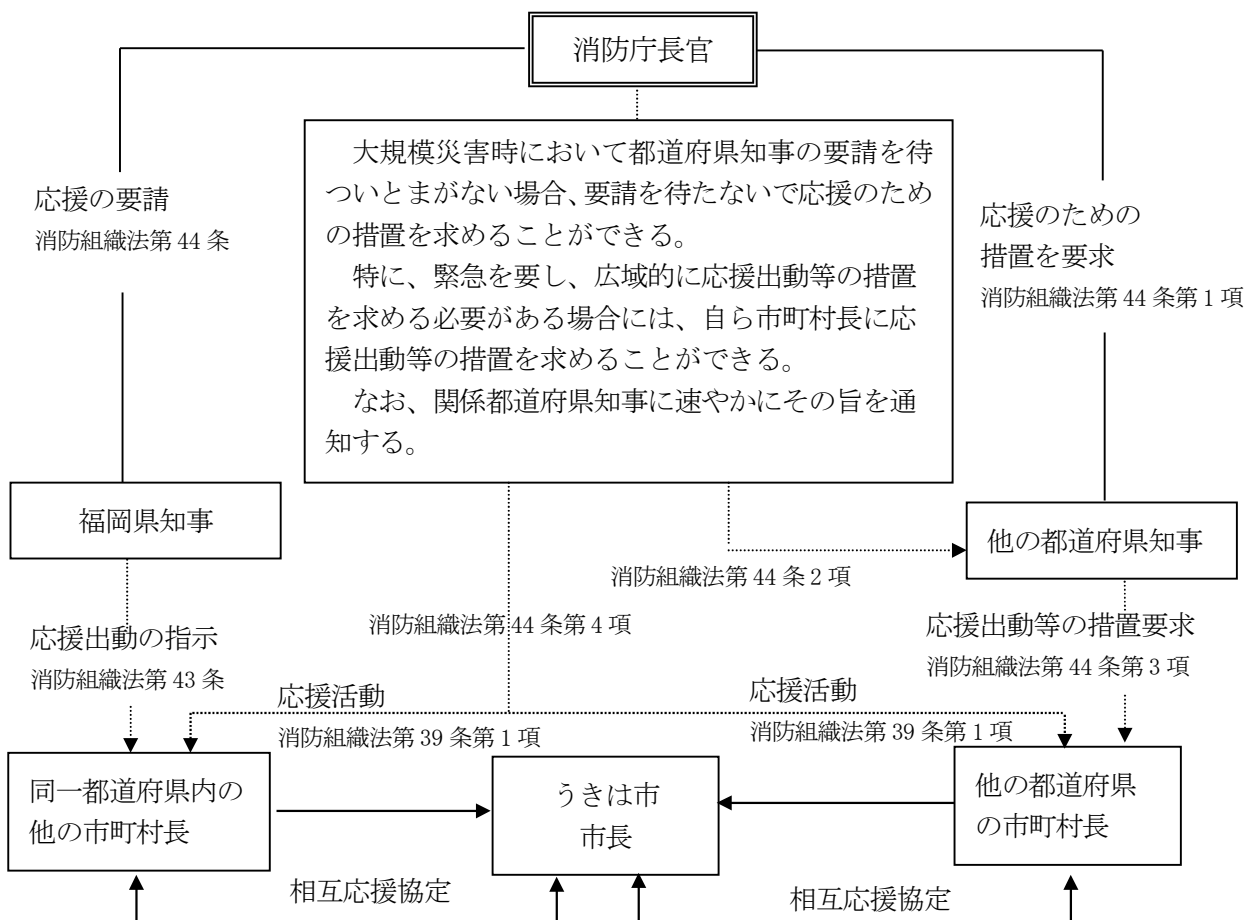 消防庁長官
大規模災害時において都道府県知事の要請を待
ついとまがない場合、要請を待たないで応援のため
の措置を求めることができる。
特に、緊急を要し、広域的に応援出動等の措置
を求める必要がある場合には、自ら市町村長に応
援出動等の措置を求めることができる。
なお、関係都道府県知事に速やかにその旨を通
知する。
応援の要請
消防組織法第 44 条
応援のための
措置を要求
消防組織法第 44 条第 1 項
福岡県知事
他の都道府県知事
消防組織法第 44 条 2 項
消防組織法第 44 条第 4 項
応援出動の指示
消防組織法第 43 条
応援出動等の措置要求
消防組織法第 44 条第 3 項
応援活動
消防組織法第 39 条第 1 項
応援活動
消防組織法第 39 条第 1 項
同一都道府県内の
他の市町村長
うきは市
市長
他の都道府県
の市町村長
相互応援協定
相互応援協定